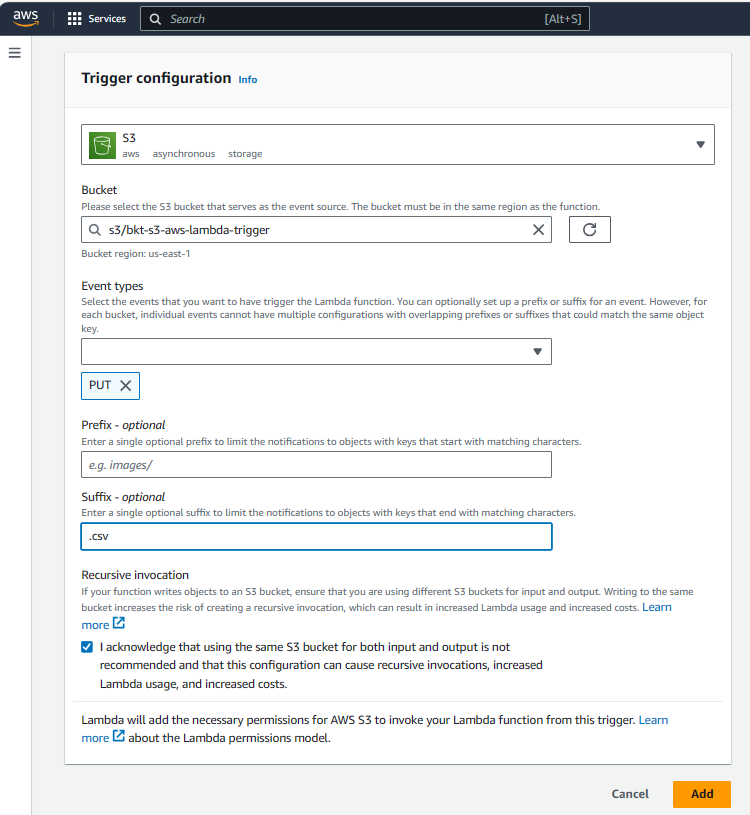 aws
Services
Search [Alt+S]
Trigger configuration Info
S3
aws asynchronous storage
Bucket
Please select the S3 bucket that serves as the event source. The bucket must be in the same region as the function.
s3/bkt-s3-aws-lambda-trigger
Bucket region: us-east-1
Event types
Select the events that you want to have trigger the Lambda function. You can optionally set up a prefix or suffix for an event. However, for
each bucket, individual events cannot have multiple configurations with overlapping prefixes or suffixes that could match the same object
key.
PUT
Prefix - optional
Enter a single optional prefix to limit the notifications to objects with keys that start with matching characters.
e.g. images/
Suffix - optional
Enter a single optional suffix to limit the notifications to objects with keys that end with matching characters.
.csv
Recursive invocation
If your function writes objects to an S3 bucket, ensure that you are using different S3 buckets for input and output. Writing to the same
bucket increases the risk of creating a recursive invocation, which can result in increased Lambda usage and increased costs. Learn
more
I acknowledge that using the same S3 bucket for both input and output is not
recommended and that this configuration can cause recursive invocations, increased
Lambda usage, and increased costs.
Lambda will add the necessary permissions for AWS S3 to invoke your Lambda function from this trigger. Learn
more about the Lambda permissions model.
Cancel Add